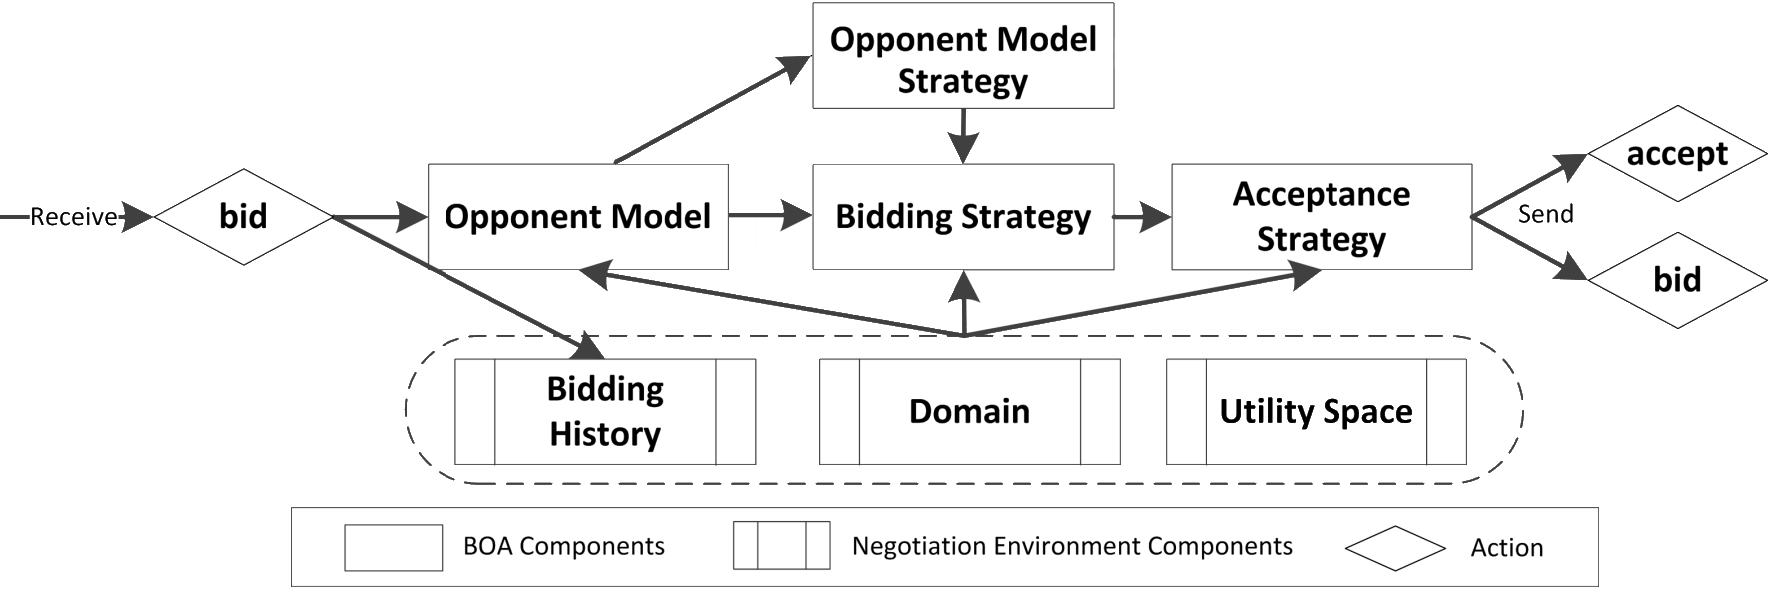 Opponent Model
Strategy
Receive
bid
Opponent Model
Bidding Strategy
Acceptance
Strategy
Send
accept
bid
Bidding
History
Domain
Utility Space
BOA Components
Negotiation Environment Components
Action